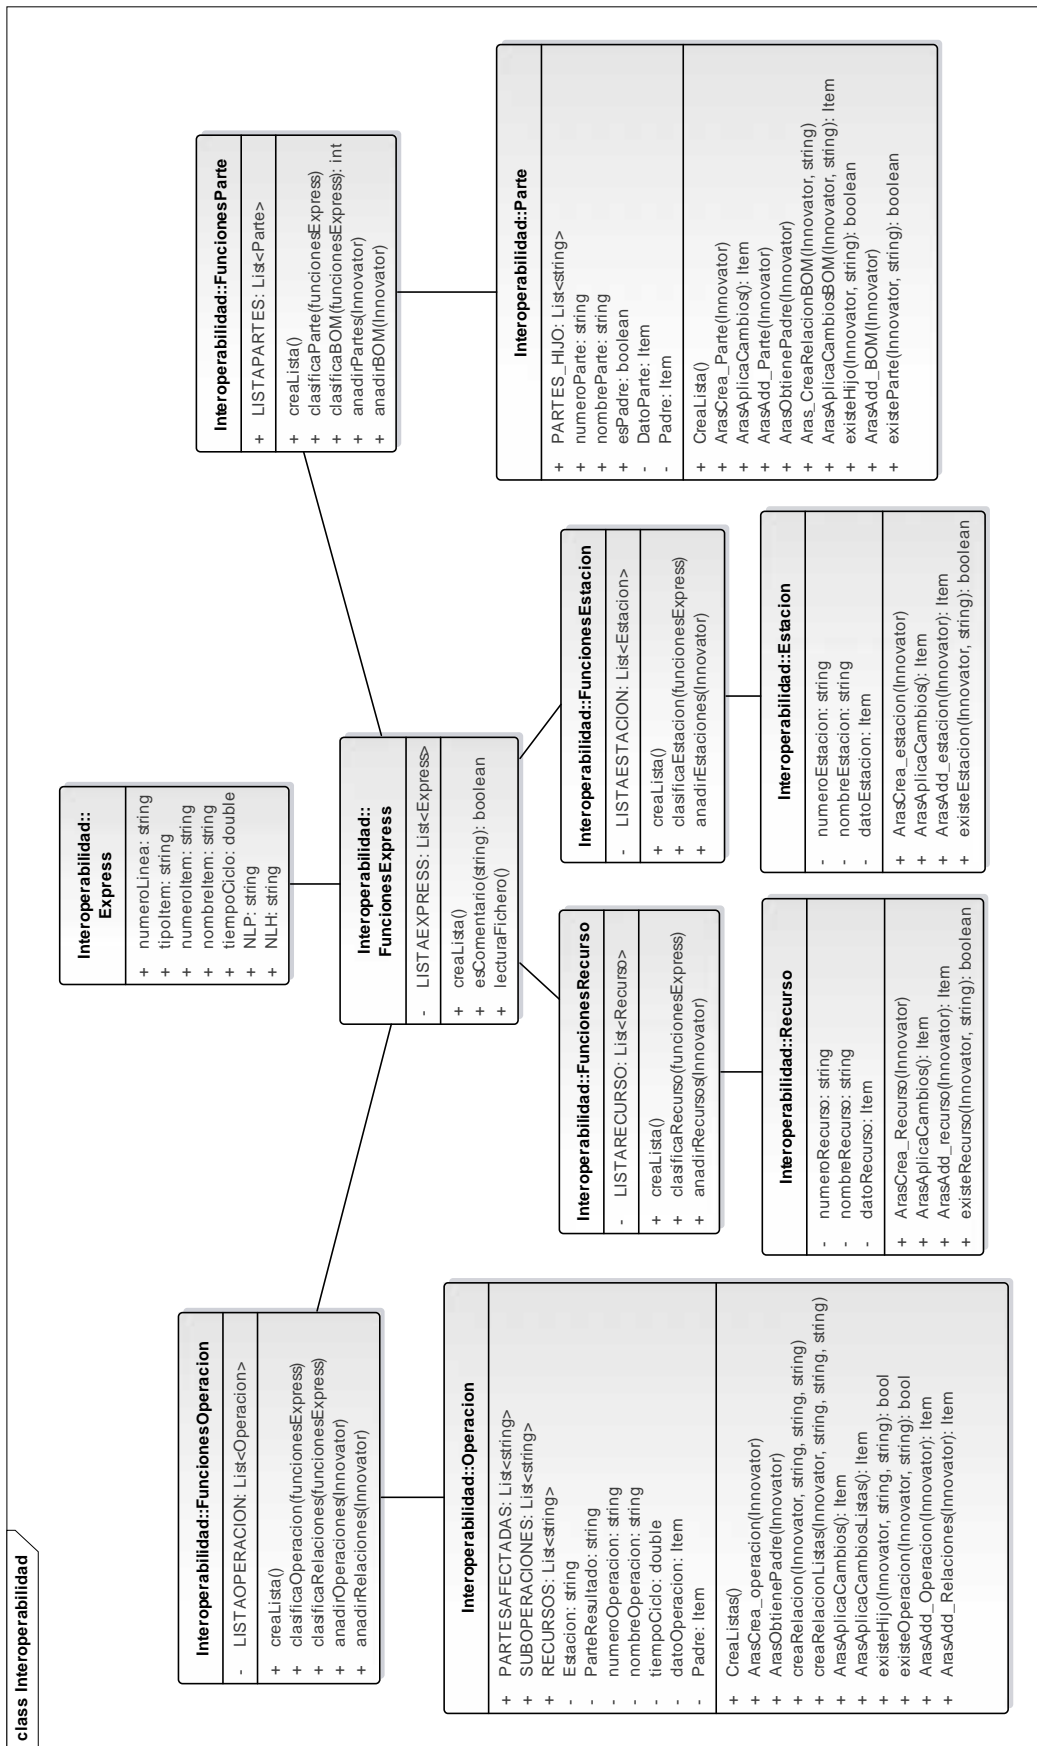 class Interoperabilidad
Interoperabilidad::
Express
+ numeroLinea: string
+ tipoItem: string
+ numeroItem: string
+ nombreItem: string
+ tiempoCiclo: double
+ NLP: string
+ NLH: string
Interoperabilidad::
FuncionesExpress
- LISTAEXPRESS: List<Express>
+ creaLista()
+ esComentario(string): boolean
+ lecturaFichero()
Interoperabilidad::FuncionesOperacion
- LISTAOPERACION: List<Operacion>
+ creaLista()
+ clasificaOperacion(funcionesExpress)
+ clasificaRelaciones(funcionesExpress)
+ anadirOperaciones(Innovator)
+ anadirRelaciones(Innovator)
Interoperabilidad::FuncionesParte
+ LISTAPARTES: List<Parte>
+ creaLista()
+ clasificaParte(funcionesExpress)
+ clasificaBOM(funcionesExpress): int
+ anadirPartes(Innovator)
+ anadirBOM(Innovator)
Interoperabilidad::FuncionesRecurso
- LISTARECURSO: List<Recurso>
+ creaLista()
+ clasificaRecurso(funcionesExpress)
+ anadirRecursos(Innovator)
Interoperabilidad::FuncionesEstacion
- LISTAESTACION: List<Estacion>
+ creaLista()
+ clasificaEstacion(funcionesExpress)
+ anadirEstaciones(Innovator)
Interoperabilidad::Operacion
+ PARTESAFECTADAS: List<string>
+ SUBOPERACIONES: List<string>
+ RECURSOS: List<string>
- Estacion: string
- ParteResultado: string
- numeroOperacion: string
- nombreOperacion: string
- tiempoCiclo: double
- datoOperacion: Item
- Padre: Item
+ CreaListas()
+ ArasCrea_operacion(Innovator)
+ ArasObtienePadre(Innovator)
+ creaRelacion(Innovator, string, string)
+ creaRelacionListas(Innovator, string, string, string)
+ ArasAplicaCambios(): Item
+ ArasAplicaCambiosListas(): Item
+ existeHijo(Innovator, string, string): bool
+ existeOperacion(Innovator, string): bool
+ ArasAdd_Operacion(Innovator): Item
+ ArasAdd_Relaciones(Innovator): Item
Interoperabilidad::Recurso
- numeroRecurso: string
- nombreRecurso: string
- datoRecurso: Item
+ ArasCrea_Recurso(Innovator)
+ ArasAplicaCambios(): Item
+ ArasAdd_recurso(Innovator): Item
+ existeRecurso(Innovator, string): boolean
Interoperabilidad::Estacion
- numeroEstacion: string
- nombreEstacion: string
- datoEstacion: Item
+ ArasCrea_estacion(Innovator)
+ ArasAplicaCambios(): Item
+ ArasAdd_estacion(Innovator): Item
+ existeEstacion(Innovator, string): boolean
Interoperabilidad::Parte
+ PARTES_HIJO: List<string>
+ numeroParte: string
+ nombreParte: string
+ esPadre: boolean
- DatoParte: Item
- Padre: Item
+ CreaLista()
+ ArasCrea_Parte(Innovator)
+ ArasAplicaCambios(): Item
+ ArasAdd_Parte(Innovator)
+ ArasObtienePadre(Innovator)
+ Aras_CreaRelacionBOM(Innovator, string)
+ ArasAplicaCambiosBOM(Innovator, string): Item
+ existeHijo(Innovator, string): boolean
+ ArasAdd_BOM(Innovator)
+ existeParte(Innovator, string): boolean